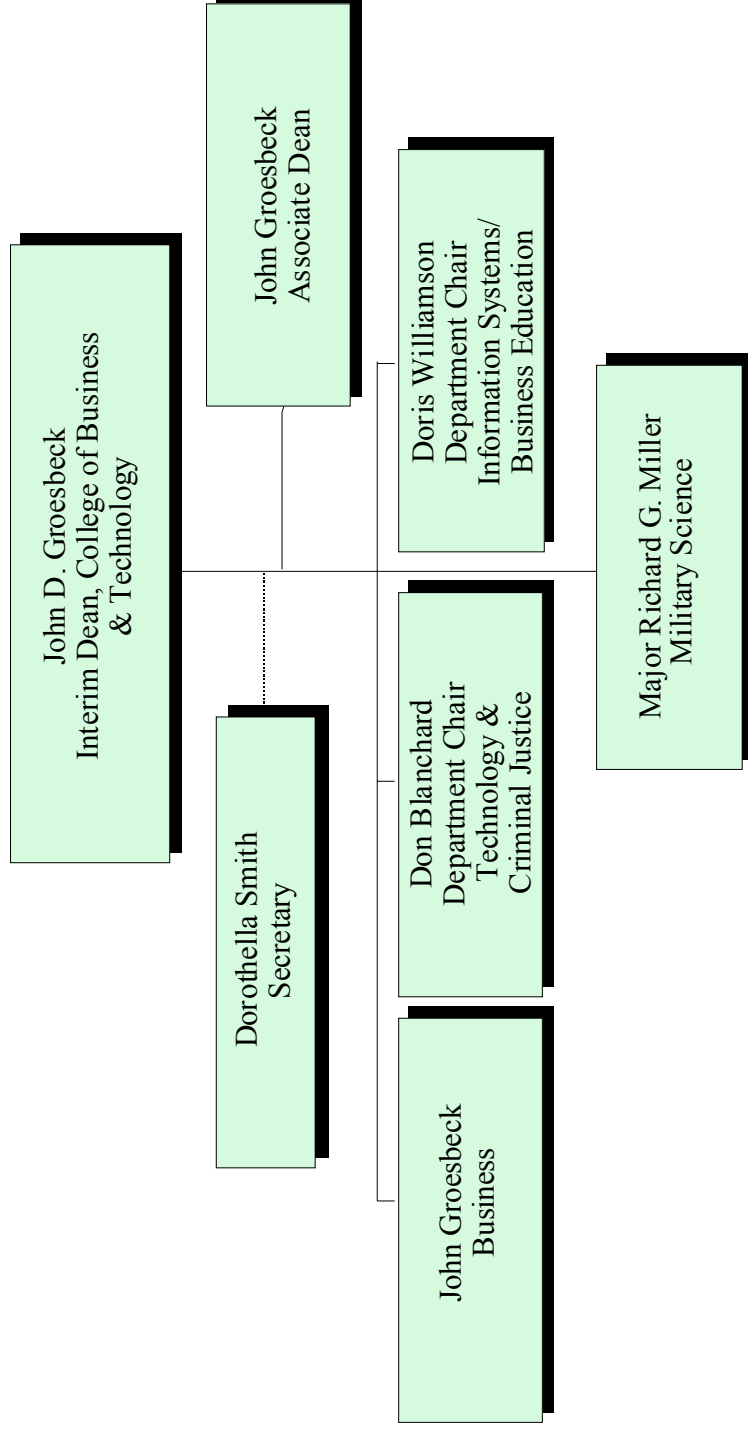 John D. Groesbeck
Interim Dean, College of Business
& Technology
Dorothella Smith
Secretary
John Groesbeck
Associate Dean
John Groesbeck
Business
Don Blanchard
Department Chair
Technology &
Criminal Justice
Doris Williamson
Department Chair
Information Systems/
Business Education
Major Richard G. Miller
Military Science